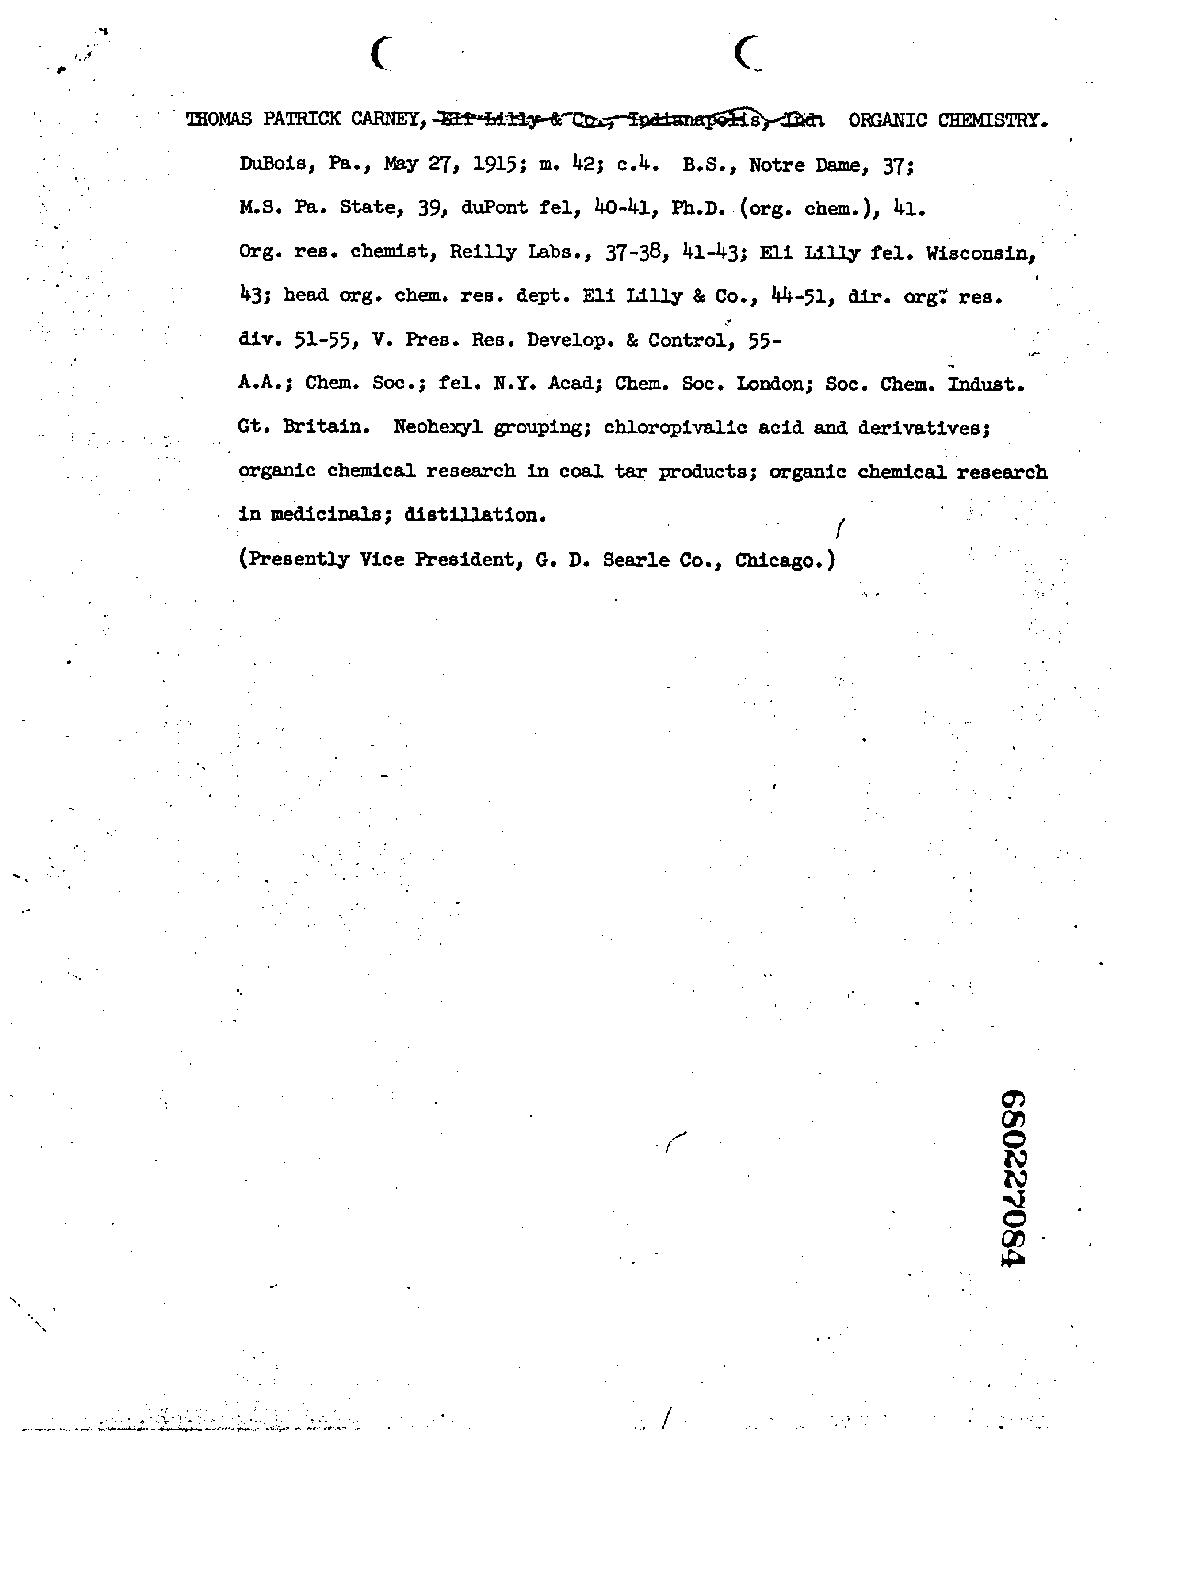 THOMAS PATRICK CARNEY, Eli Lilly & Co., Indianapolis, Ind. ORGANIC CHEMISTRY.
DuBois, Pa., May 27, 1915; m. 42; c.4. B.S., Notre Dame, 37;
M.S. Pa. State, 39, duPont fel, 40-41, Ph.D. (org. chem.), 41.
Org. res. chemist, Reilly Labs., 37-38, 41-43; Eli Lilly fel. Wisconsin,
43; head org. chem. res. dept. Eli Lilly & Co., 44-51, dir. org. res.
div. 51-55, V. Pres. Res. Develop. & Control, 55-
A.A.; Chem. Soc.; fel. N.Y. Acad; Chem. Soc. London; Soc. Chem. Indust.
Gt. Britain. Neohexyl grouping; chloropivalic acid and derivatives;
organic chemical research in coal tar products; organic chemical research
in medicinals; distillation.
(Presently Vice President, G. D. Searle Co., Chicago.)
680227084